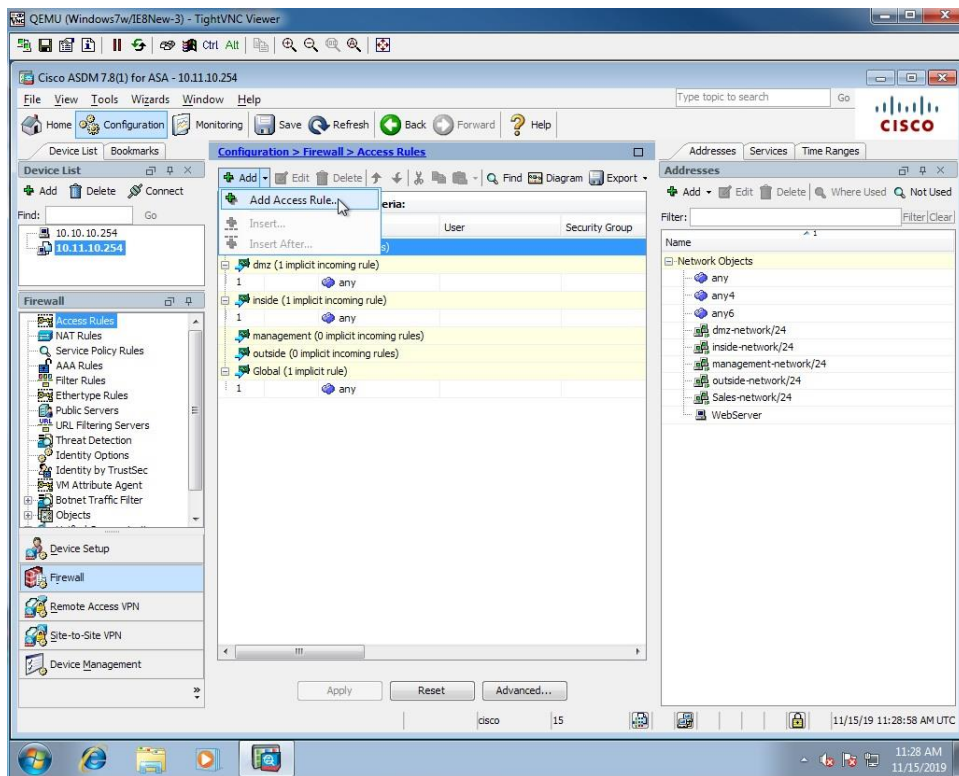 QEMU (Windows7w/IE8New-3) - TightVNC Viewer
Ctrl Alt
Cisco ASDM 7.8(1) for ASA - 10.11.10.254
File View Tools Wizards Window Help
Type topic to search Go
CISCO
Home Configuration Monitoring Save Refresh Back Forward Help
Device List Bookmarks
Device List
Add Delete Connect
Find: Go
10.10.10.254
10.11.10.254
Firewall
Access Rules
NAT Rules
Service Policy Rules
AAA Rules
Filter Rules
Ethertype Rules
Public Servers
URL Filtering Servers
Threat Detection
Identity Options
Identity by TrustSec
VM Attribute Agent
Botnet Traffic Filter
Objects
Device Setup
Firewall
Remote Access VPN
Site-to-Site VPN
Device Management
Configuration > Firewall > Access Rules
Add Edit Delete Find Diagram Export
Add Access Rule...
Insert...
Insert After...
eria:
User Security Group
s)
dmz (1 implicit incoming rule)
1 any
inside (1 implicit incoming rule)
1 any
management (0 implicit incoming rules)
outside (0 implicit incoming rules)
Global (1 implicit rule)
1 any
Apply Reset Advanced...
Addresses Services Time Ranges
Addresses
Add Edit Delete Where Used Not Used
Filter: Filter Clear
1
Name
Network Objects
any
any4
any6
dmz-network/24
inside-network/24
management-network/24
outside-network/24
Sales-network/24
WebServer
cisco 15 11/15/19 11:28:58 AM UTC
11:28 AM
11/15/2019